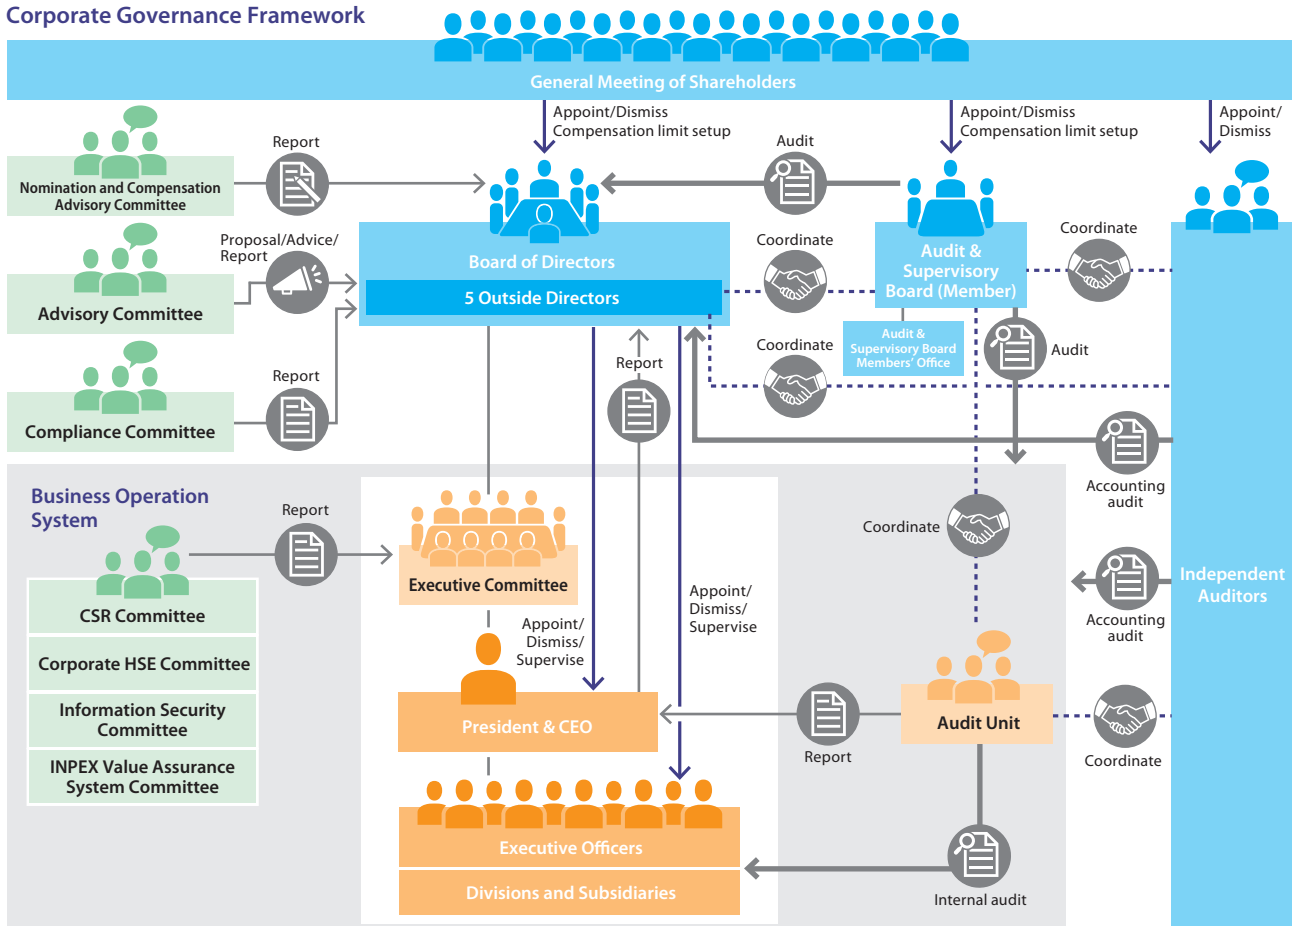 Corporate Governance Framework
General Meeting of Shareholders
Appoint/Dismiss
Compensation limit setup
Appoint/Dismiss
Compensation limit setup
Appoint/
Dismiss
Report
Audit
Nomination and Compensation
Advisory Committee
Proposal/Advice/
Report
Advisory Committee
Report
Compliance Committee
Board of Directors
5 Outside Directors
Coordinate
Coordinate
Audit &
Supervisory
Board (Member)
Audit &
Supervisory Board
Members' Office
Coordinate
Audit
Report
Accounting
audit
Business Operation
System
Report
Executive Committee
Coordinate
CSR Committee
Corporate HSE Committee
Information Security
Committee
INPEX Value Assurance
System Committee
Appoint/
Dismiss/
Supervise
Appoint/
Dismiss/
Supervise
Accounting
audit
Independent
Auditors
President & CEO
Report
Audit Unit
Coordinate
Executive Officers
Divisions and Subsidiaries
Internal audit